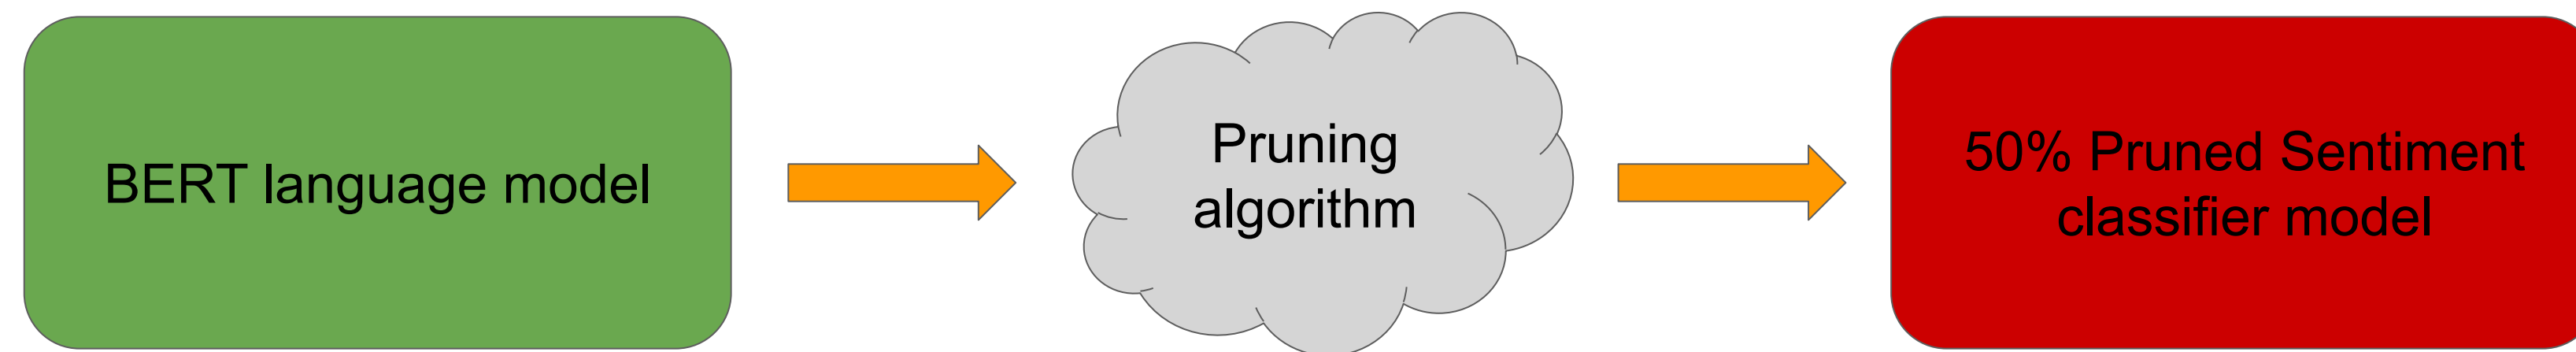 BERT language model
Pruning
algorithm
50% Pruned Sentiment
classifier model